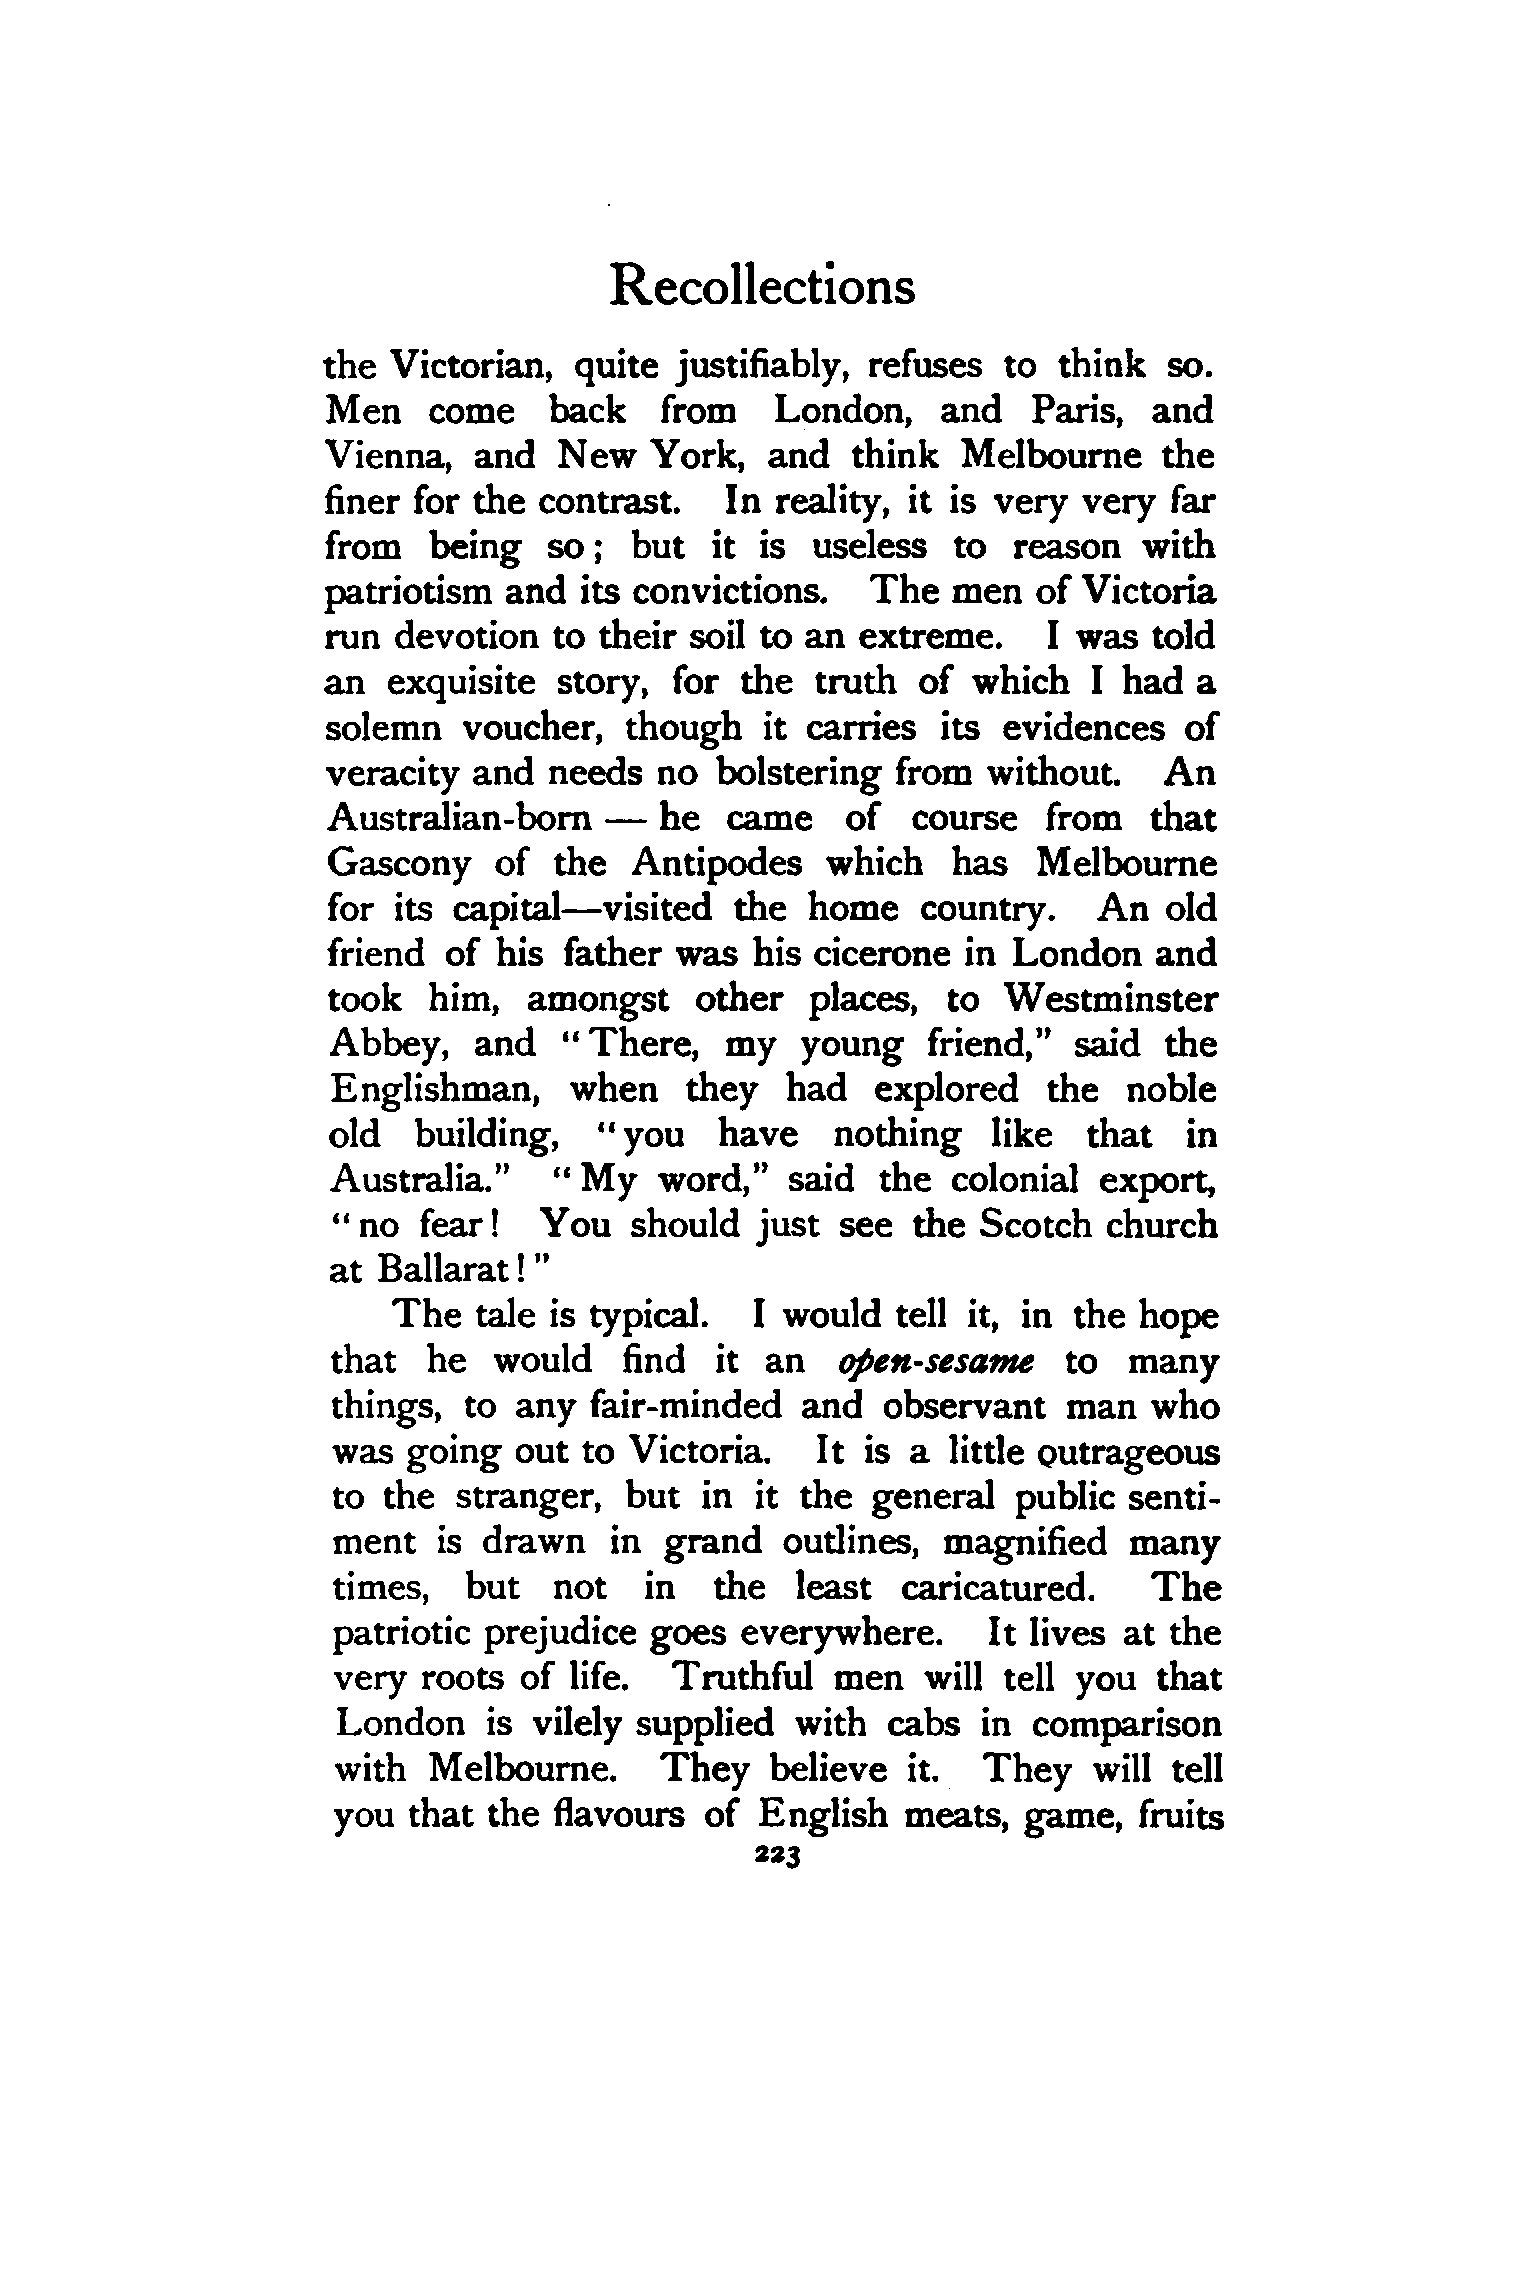 Recollections
the Victorian, quite justifiably, refuses to think so.
Men come back from London, and Paris, and
Vienna, and New York, and think Melbourne the
finer for the contrast. In reality, it is very very far
from being so; but it is useless to reason with
patriotism and its convictions. The men of Victoria
run devotion to their soil to an extreme. I was told
an exquisite story, for the truth of which I had a
solemn voucher, though it carries its evidences of
veracity and needs no bolstering from without. An
Australian-born — he came of course from that
Gascony of the Antipodes which has Melbourne
for its capital—visited the home country. An old
friend of his father was his cicerone in London and
took him, amongst other places, to Westminster
Abbey, and "There, my young friend," said the
Englishman, when they had explored the noble
old building, "you have nothing like that in
Australia." "My word," said the colonial export,
"no fear! You should just see the Scotch church
at Ballarat!"
The tale is typical. I would tell it, in the hope
that he would find it an open-sesame to many
things, to any fair-minded and observant man who
was going out to Victoria. It is a little outrageous
to the stranger, but in it the general public senti-
ment is drawn in grand outlines, magnified many
times, but not in the least caricatured. The
patriotic prejudice goes everywhere. It lives at the
very roots of life. Truthful men will tell you that
London is vilely supplied with cabs in comparison
with Melbourne. They believe it. They will tell
you that the flavours of English meats, game, fruits
223